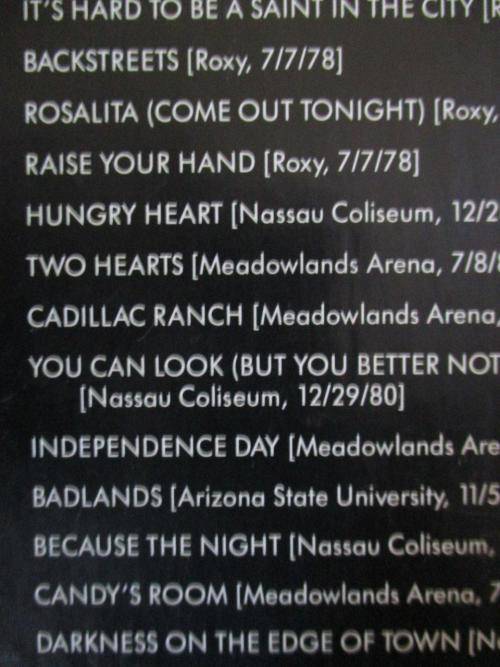 IT'S HARD TO BE A SAINT IN THE CITY [R
BACKSTREETS [Roxy, 7/7/78]
ROSALITA (COME OUT TONIGHT) [Roxy,
RAISE YOUR HAND [Roxy, 7/7/78]
HUNGRY HEART [Nassau Coliseum, 12/2
TWO HEARTS [Meadowlands Arena, 7/8/8
CADILLAC RANCH [Meadowlands Arena,
YOU CAN LOOK (BUT YOU BETTER NOT
[Nassau Coliseum, 12/29/80]
INDEPENDENCE DAY [Meadowlands Are
BADLANDS [Arizona State University, 11/5
BECAUSE THE NIGHT [Nassau Coliseum,
CANDY'S ROOM [Meadowlands Arena, 7
DARKNESS ON THE EDGE OF TOWN [Na